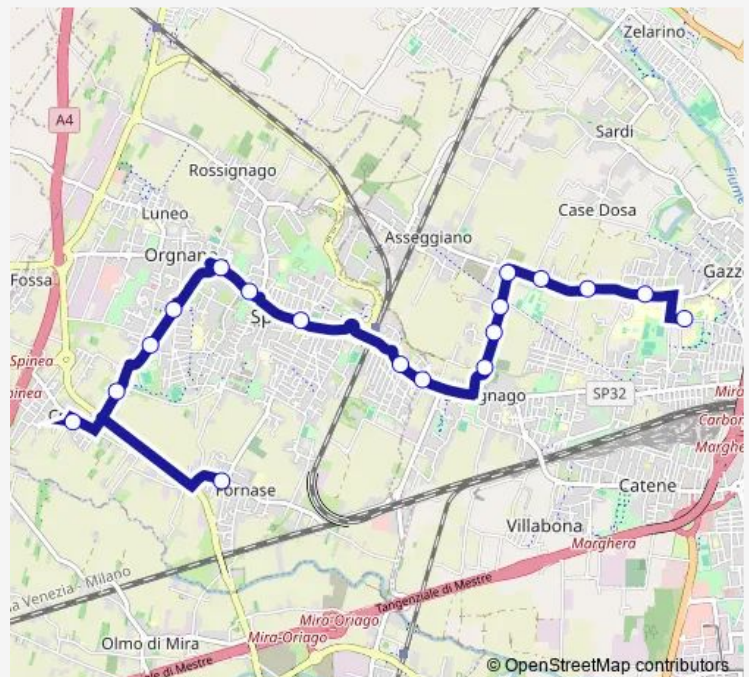 Zelarino
A4
Sardi
Rossignago
Luneo
Case Dosa
Asseggiano
Fossa
Orgnan
Gazz
Sp
Spinea
pinea
SP32
gnago
Mira
Carbon
Marghe
Catene
Fornase
Villabona
Marghera
a Venezia - Milano
Tangenziale di Mestre
Mira-Oriago
Mira-Oriago
Olmo di Mira
le di Mestre
© OpenStreetMap contributors